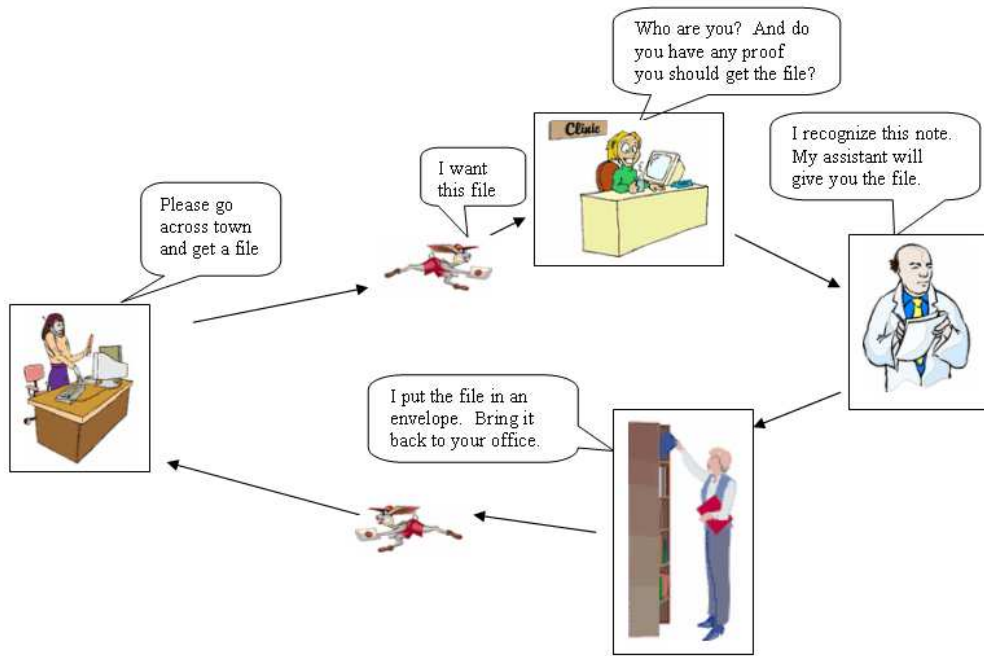 Who are you? And do
you have any proof
you should get the file?
Clinic
I recognize this note.
My assistant will
give you the file.
I want
this file
Please go
across town
and get a file
I put the file in an
envelope. Bring it
back to your office.